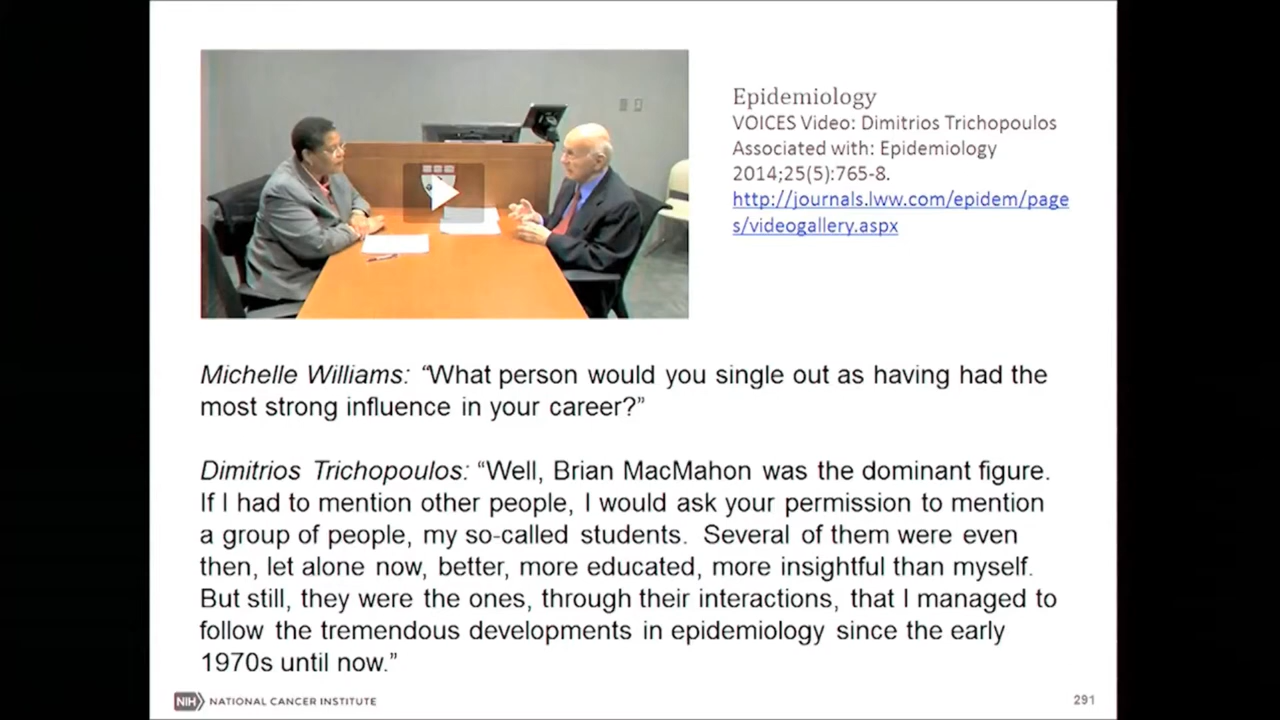 Epidemiology
VOICES Video: Dimitrios Trichopoulos
Associated with: Epidemiology
2014;25(5):765-8.
http://journals.lww.com/epidem/page
s/videogallery.aspx
Michelle Williams: “What person would you single out as having had the
most strong influence in your career?”
Dimitrios Trichopoulos: “Well, Brian MacMahon was the dominant figure.
If I had to mention other people, I would ask your permission to mention
a group of people, my so-called students. Several of them were even
then, let alone now, better, more educated, more insightful than myself.
But still, they were the ones, through their interactions, that I managed to
follow the tremendous developments in epidemiology since the early
1970s until now.”
NIH NATIONAL CANCER INSTITUTE
291